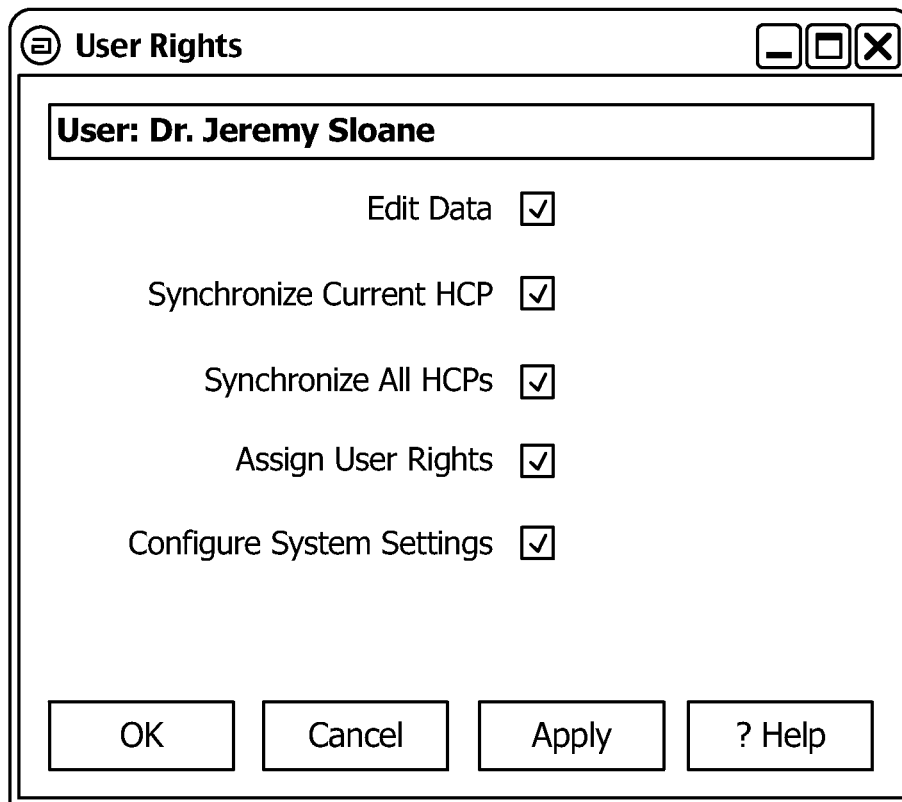 User Rights
User: Dr. Jeremy Sloane
Edit Data
Synchronize Current HCP
Synchronize All HCPs
Assign User Rights
Configure System Settings
OK Cancel Apply ? Help